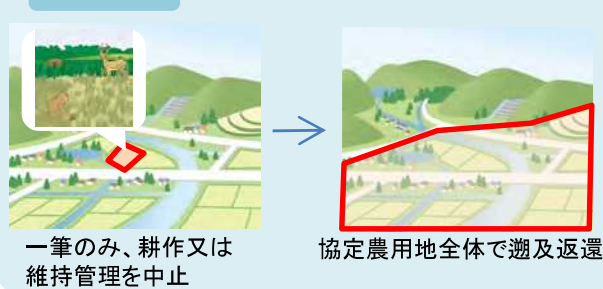 一筆のみ、耕作又は
維持管理を中止
協定農用地全体で遡及返還